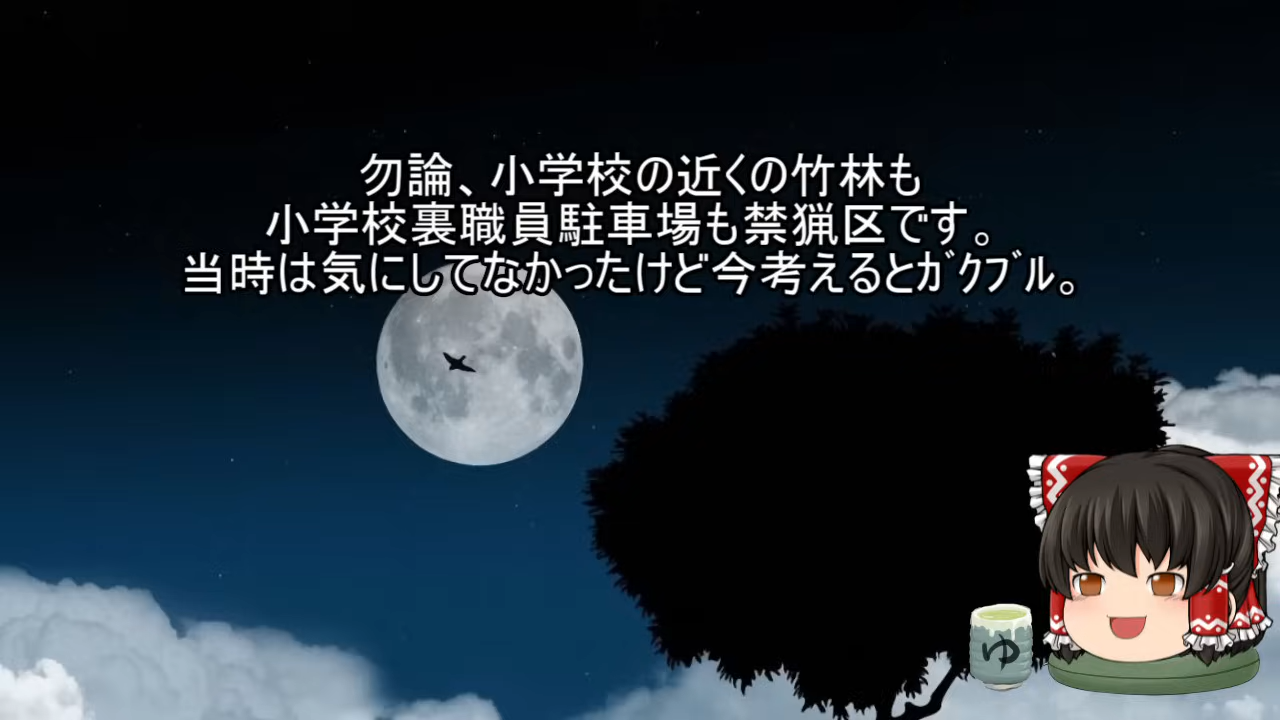 勿論、小学校の近くの竹林も
小学校裏職員駐車場も禁猟区です。
当時は気にしてなかったけど今考えるとｶﾞｸﾌﾞﾙ。
ゆ